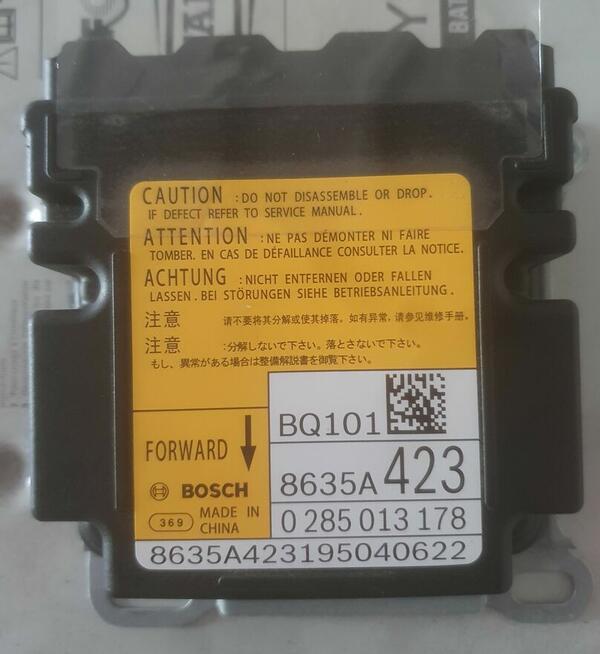 CAUTION :DO NOT DISASSEMBLE OR DROP.
IF DEFECT REFER TO SERVICE MANUAL.
ATTENTION :NE PAS DÉMONTER NI FAIRE
TOMBER. EN CAS DE DÉFAILLANCE CONSULTER LA NOTICE.
ACHTUNG :NICHT ENTFERNEN ODER FALLEN
LASSEN. BEI STÖRUNGEN SIEHE BETRIEBSANLEITUNG.
注意 请不要将其分解或使其掉落。如有异常，请参见维修手册。
注意 :分解しないで下さい。落とさないで下さい。
もし、異常がある場合は整備解説書を御覧下さい。
BQ101
FORWARD
8635A 423
BOSCH
369 MADE IN
CHINA
0 285 013 178
8635A423195040622